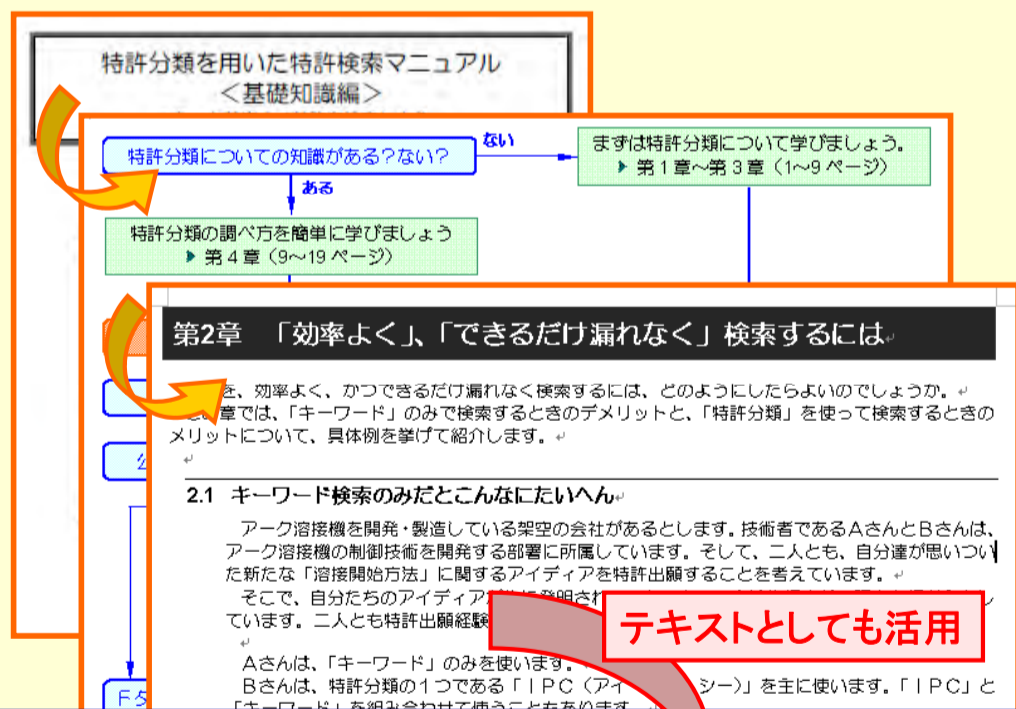 特許分類を用いた特許検索マニュアル
＜基礎知識編＞
特許分類についての知識がある？ない？
ない
まずは特許分類について学びましょう。
第１章～第３章（1～9 ページ）
ある
特許分類の調べ方を簡単に学びましょう
第４章（9～19 ページ）
第2章　「効率よく」、「できるだけ漏れなく」検索するには
を、効率よく、かつできるだけ漏れなく検索するには、どのようにしたらよいのでしょうか。
章では、「キーワード」のみで検索するときのデメリットと、「特許分類」を使って検索するときの
メリットについて、具体例を挙げて紹介します。
2.1 キーワード検索のみだとこんなにたいへん
アーク溶接機を開発・製造している架空の会社があるとします。技術者であるＡさんとＢさんは、
アーク溶接機の制御技術を開発する部署に所属しています。そして、二人とも、自分達が思いつい
た新たな「溶接開始方法」に関するアイディアを特許出願することを考えています。
そこで、自分たちのアイディア
発明され
ています。二人とも特許出願経験
テキストとしても活用
Ａさんは、「キーワード」のみを使います。
Ｂさんは、特許分類の１つである「ＩＰＣ（アイ
シー）」を主に使います。「ＩＰＣ」と
「キーワード」を組み合わせて使うこともあります。